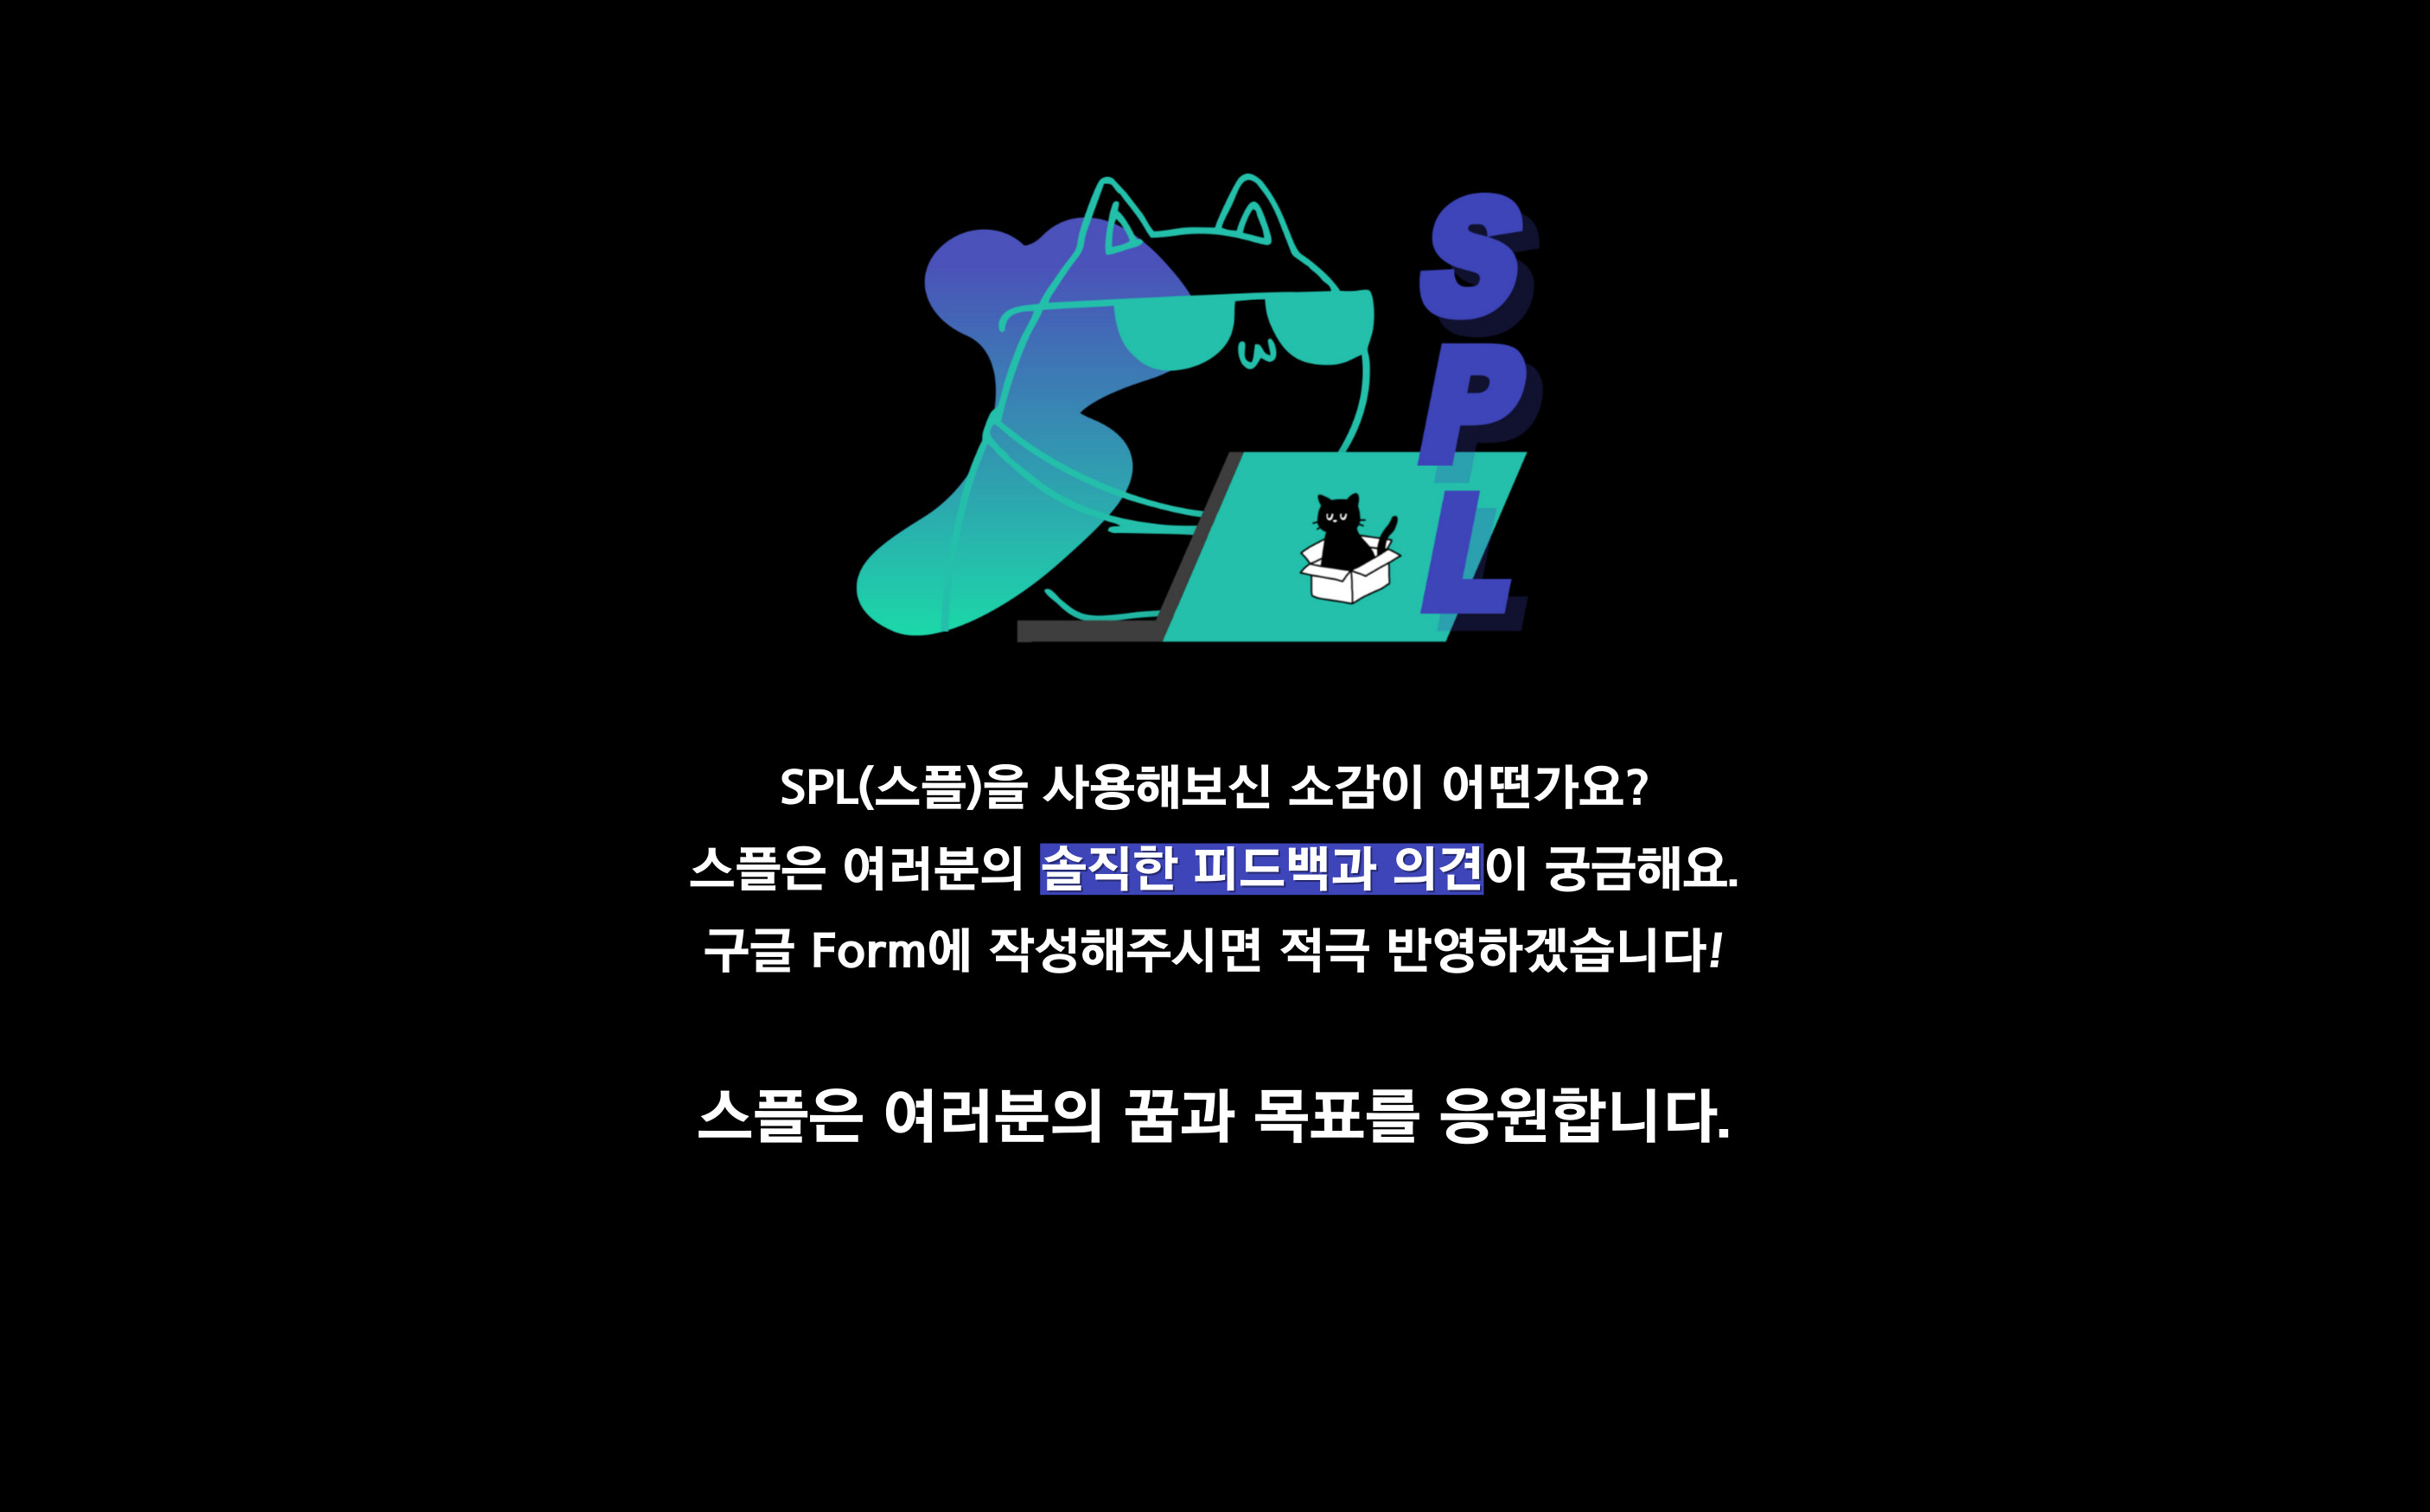 SPL
SPL(스플)을 사용해보신 소감이 어떤가요?
스플은 여러분의 솔직한 피드백과 의견이 궁금해요.
구글 Form에 작성해주시면 적극 반영하겠습니다!
스플은 여러분의 꿈과 목표를 응원합니다.